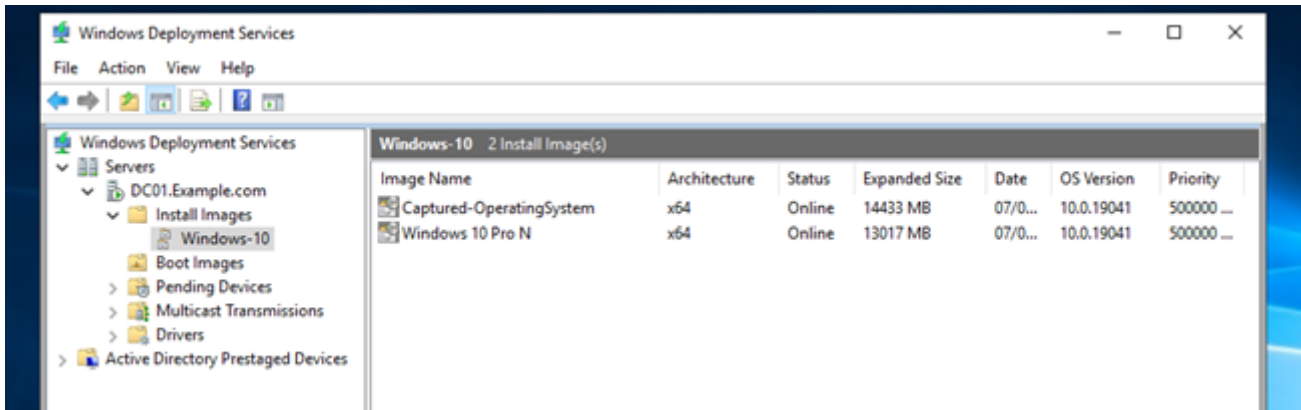 Windows Deployment Services
File Action View Help
Windows Deployment Services
Servers
DC01.Example.com
Install Images
Windows-10
Boot Images
Pending Devices
Multicast Transmissions
Drivers
Active Directory Prestaged Devices
Windows-10 2 Install Image(s)
Image Name Architecture Status Expanded Size Date OS Version Priority
Captured-OperatingSystem x64 Online 14433 MB 07/0... 10.0.19041 500000 ...
Windows 10 Pro N x64 Online 13017 MB 07/0... 10.0.19041 500000 ...